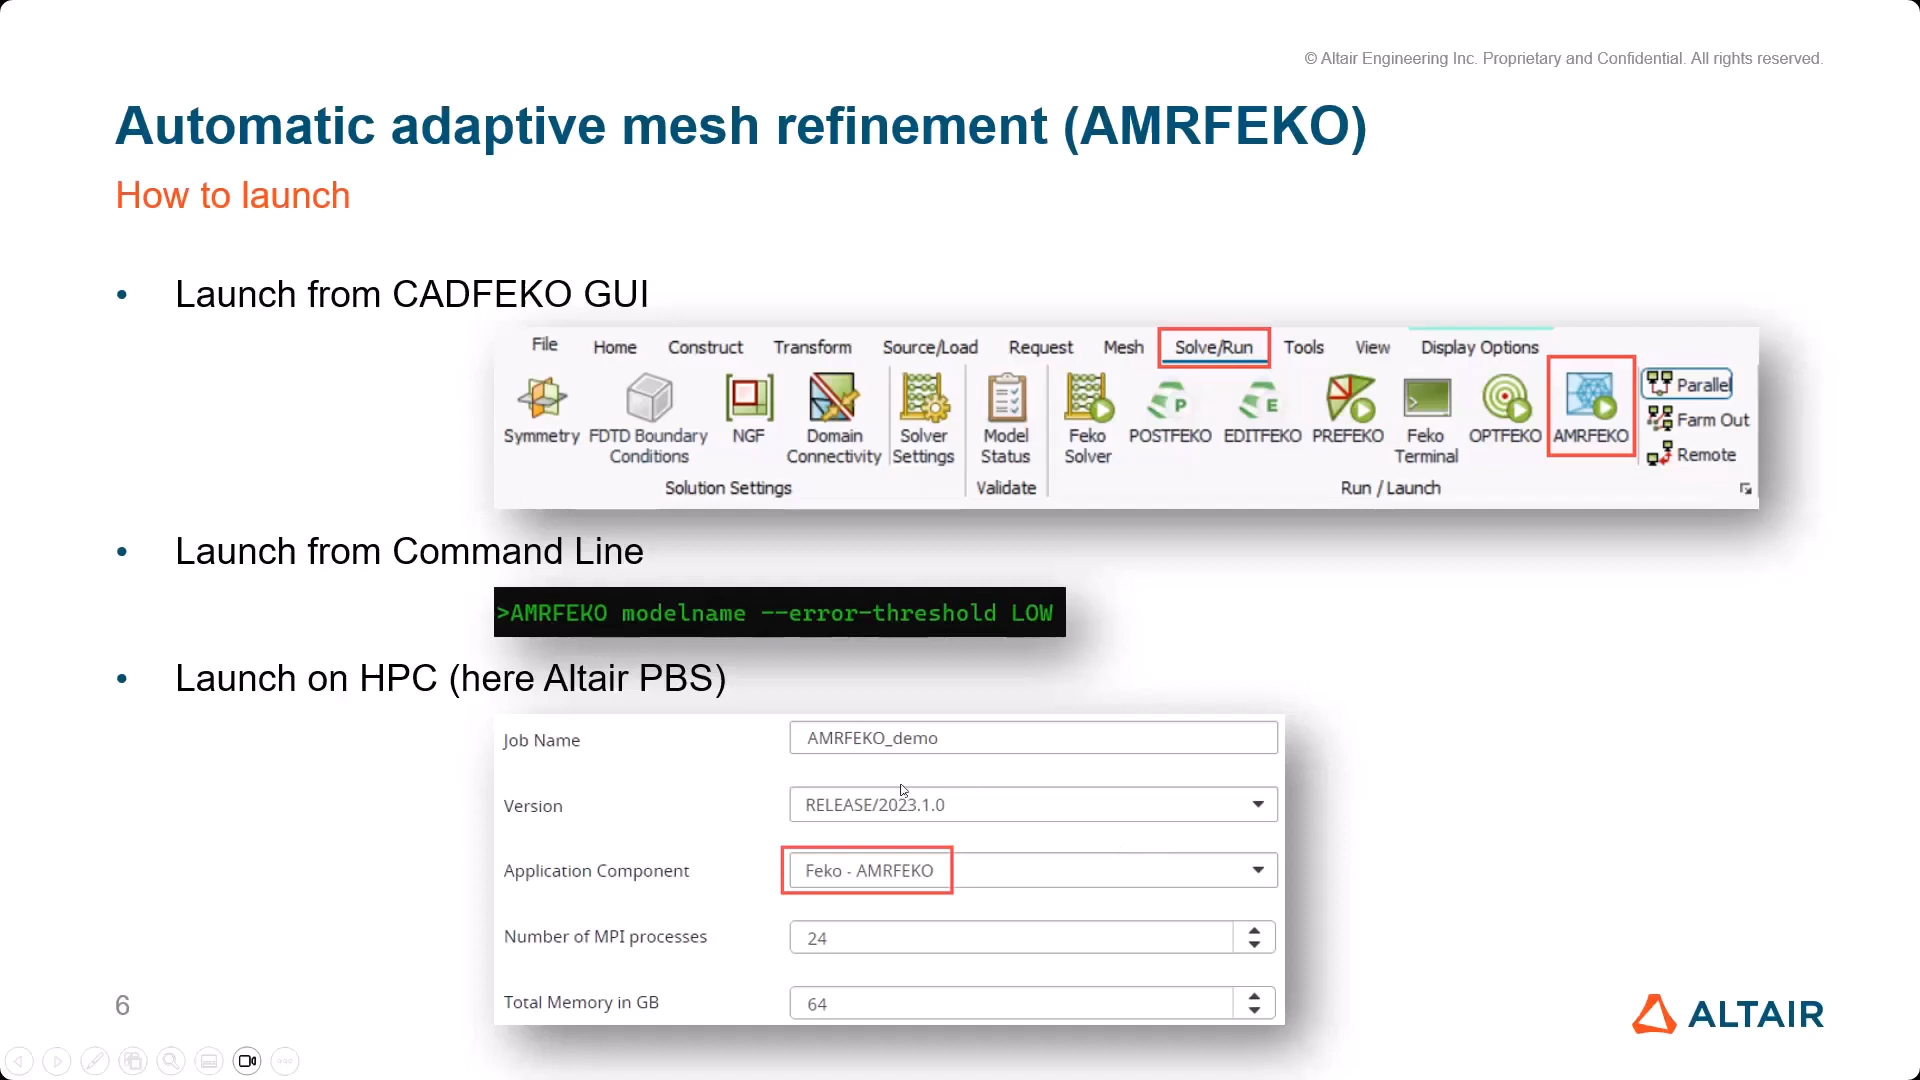 © Altair Engineering Inc. Proprietary and Confidential. All rights reserved.
Automatic adaptive mesh refinement (AMRFEKO)
How to launch
• Launch from CADFEKO GUI
File Home Construct Transform Source/Load Request Mesh Solve/Run Tools View Display Options
Symmetry
FDTD Boundary Conditions
NGF
Domain Connectivity
Solver Settings
Model Status
Feko Solver
P
POSTFEKO
E
EDITFEKO
PREFEKO
Feko Terminal
OPTFEKO
AMRFEKO
Parallel
Farm Out
Remote
Solution Settings
Validate
Run / Launch
• Launch from Command Line
>AMRFEKO modelname --error-threshold LOW
• Launch on HPC (here Altair PBS)
Job Name AMRFEKO_demo
Version RELEASE/2023.1.0
Application Component Feko - AMRFEKO
Number of MPI processes 24
Total Memory in GB 64
6
ALTAIR